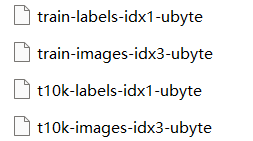 train-labels-idx1-ubyte
train-images-idx3-ubyte
t10k-labels-idx1-ubyte
t10k-images-idx3-ubyte